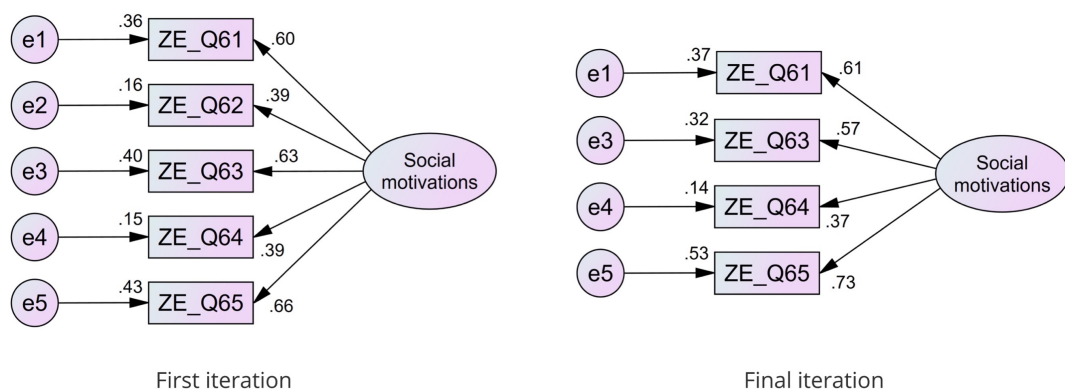 .36
e1
ZE_Q61
.60
.16
e2
ZE_Q62
.39
.40
e3
ZE_Q63
.63
Social
motivations
.15
e4
ZE_Q64
.39
.43
e5
ZE_Q65
.66
First iteration
.37
e1
ZE_Q61
.61
.32
e3
ZE_Q63
.57
Social
motivations
.14
e4
ZE_Q64
.37
.53
e5
ZE_Q65
.73
Final iteration